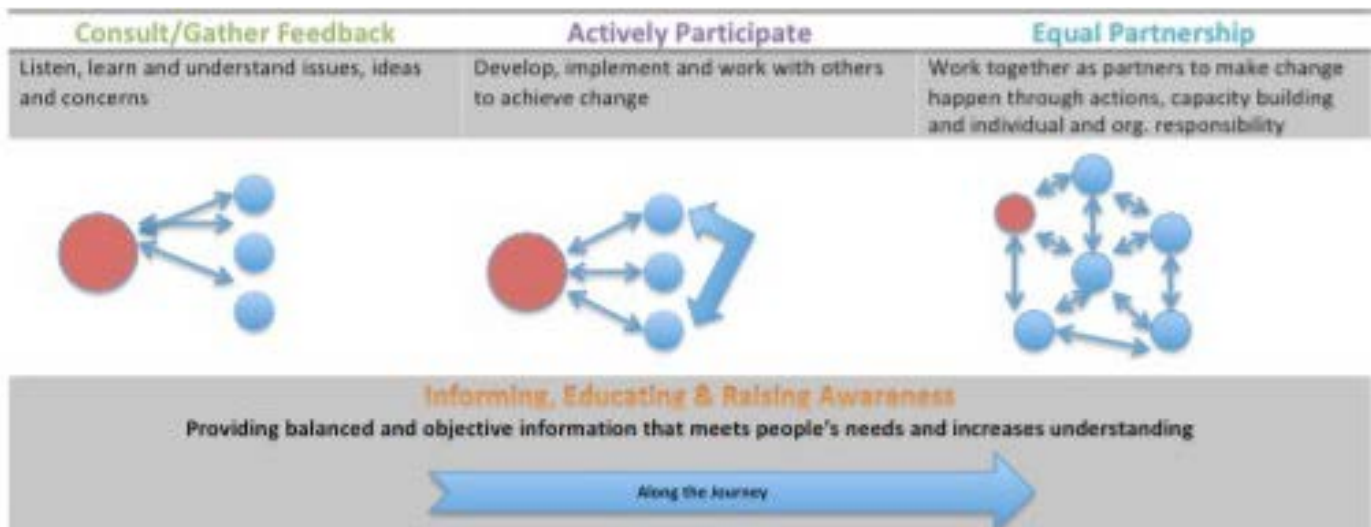 Consult/Gather Feedback
Actively Participate
Equal Partnership
Listen, learn and understand issues, ideas
and concerns
Develop, implement and work with others
to achieve change
Work together as partners to make change
happen through actions, capacity building
and individual and org. responsibility
Informing, Educating & Raising Awareness
Providing balanced and objective information that meets people's needs and increases understanding
Along the Journey